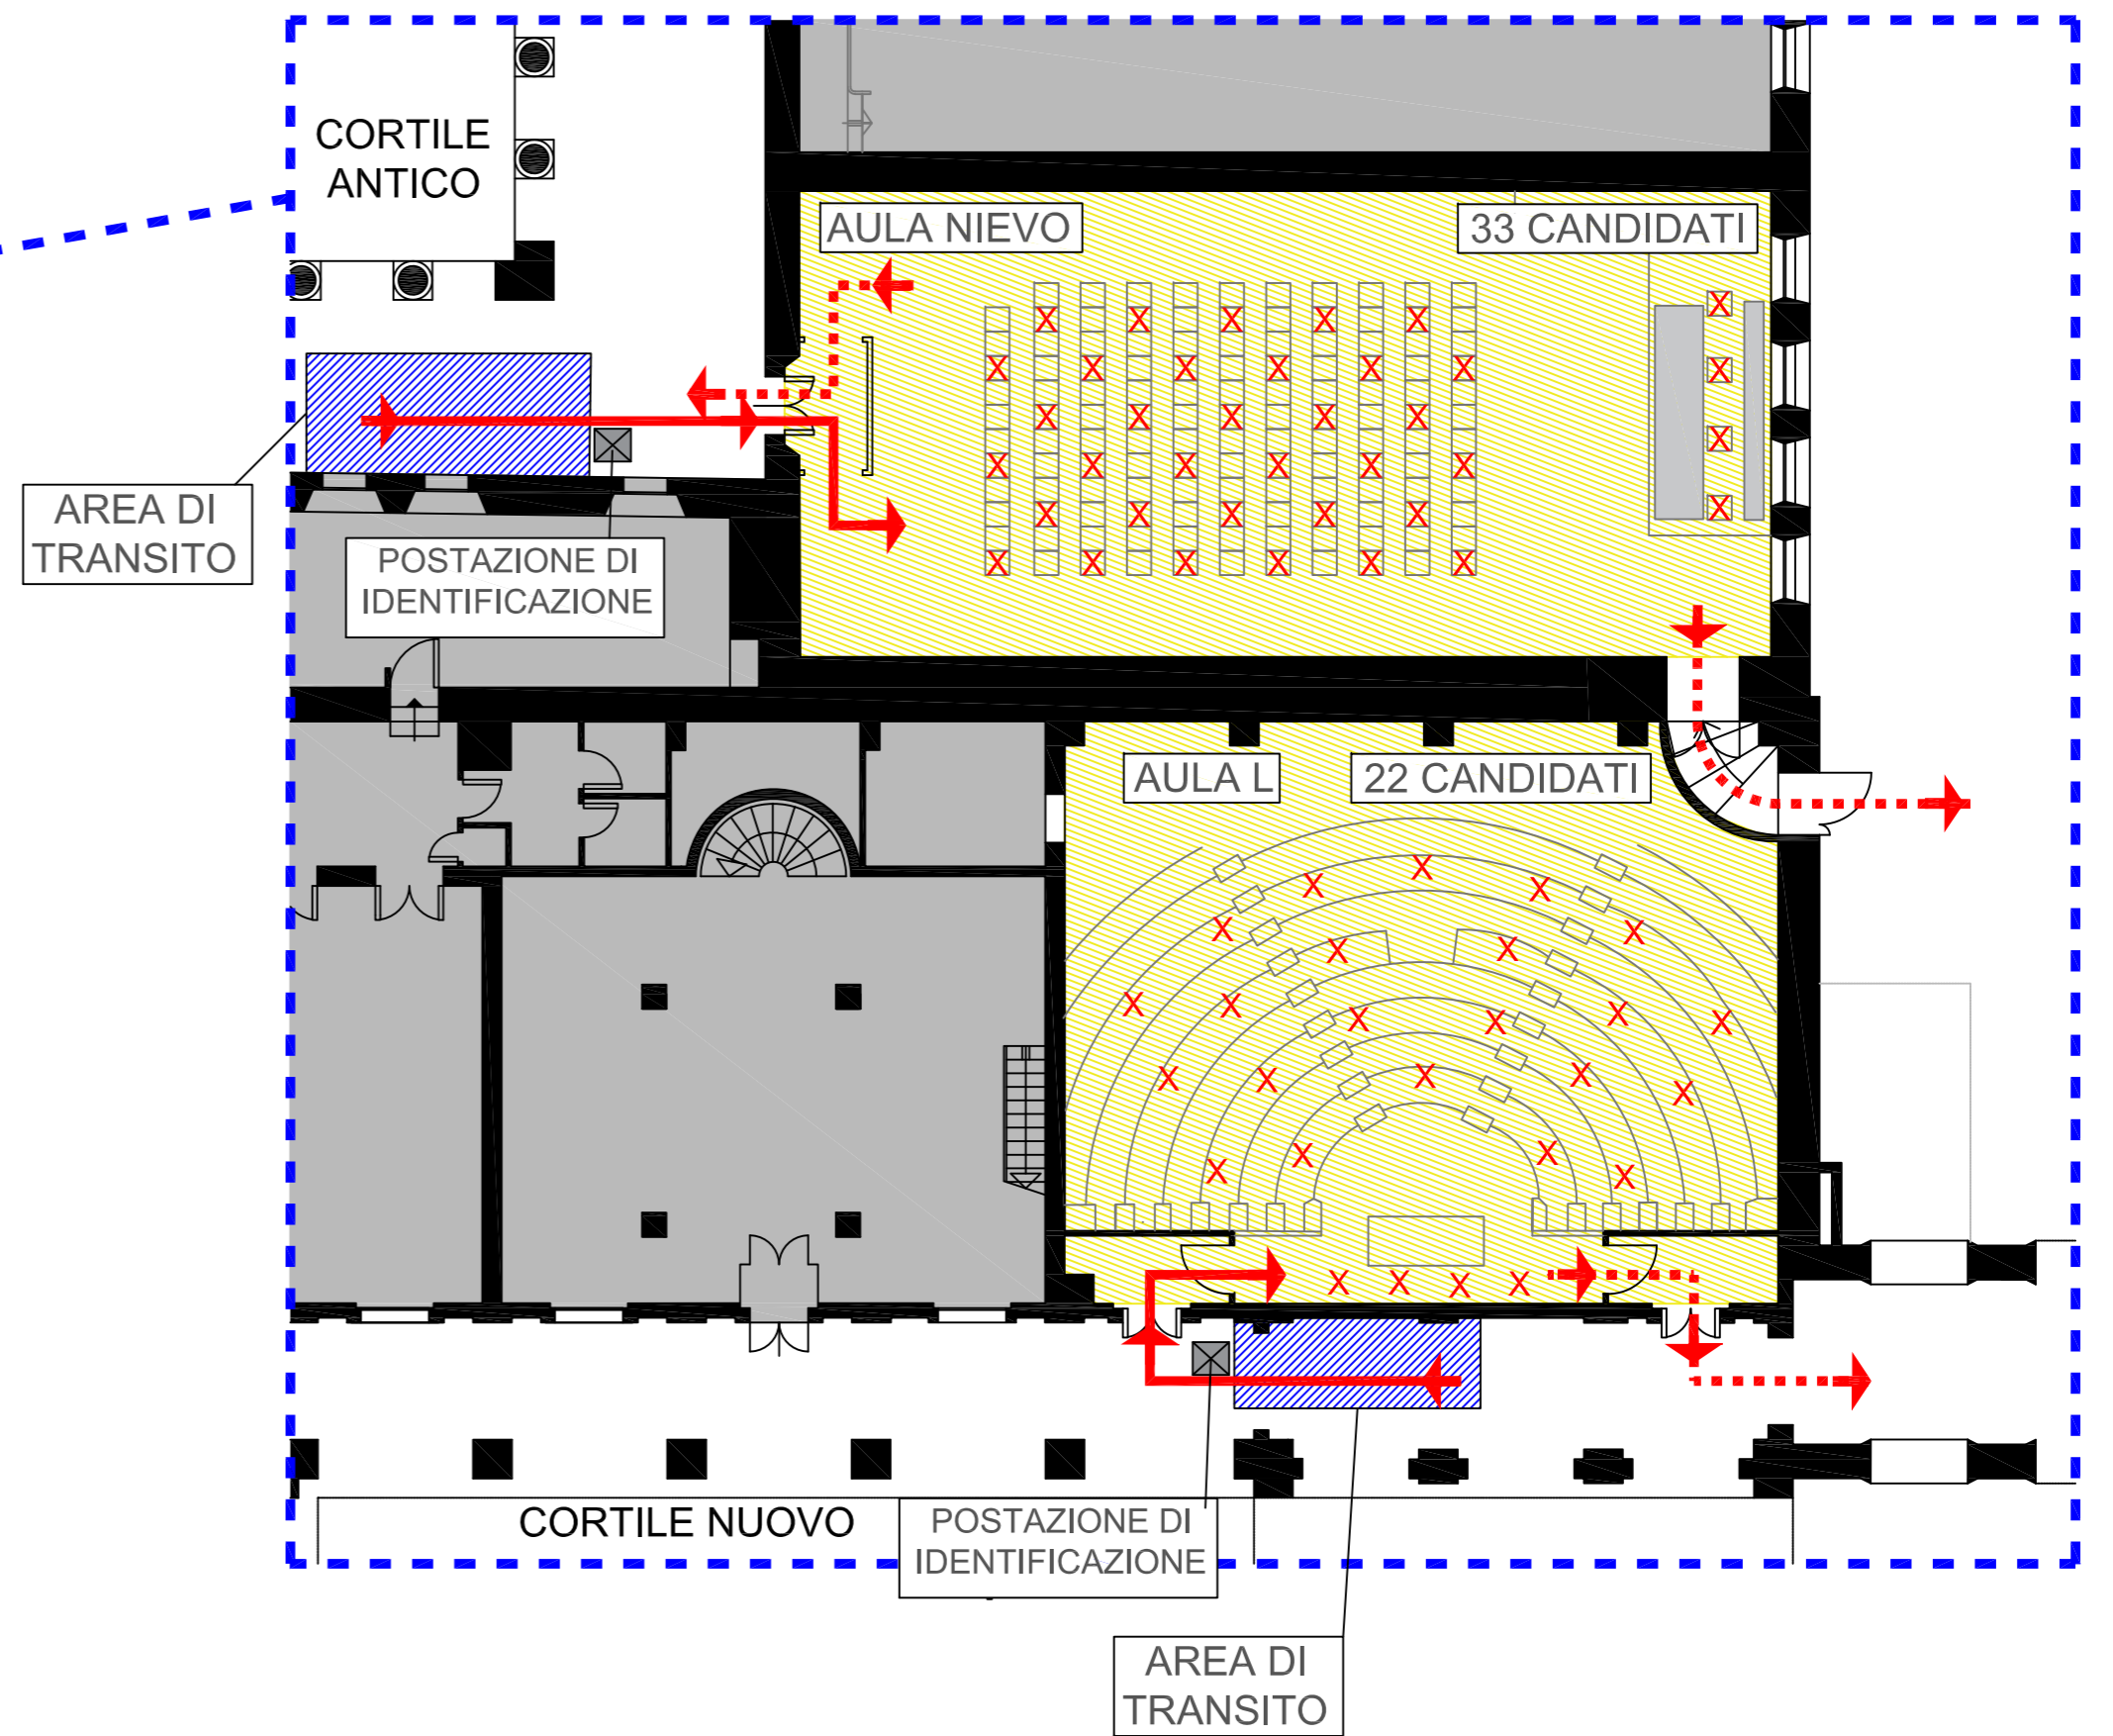 CORTILE
ANTICO
AULA NIEVO
33 CANDIDATI
AREA DI
TRANSITO
POSTAZIONE DI
IDENTIFICAZIONE
AULA L
22 CANDIDATI
CORTILE NUOVO
POSTAZIONE DI
IDENTIFICAZIONE
AREA DI
TRANSITO